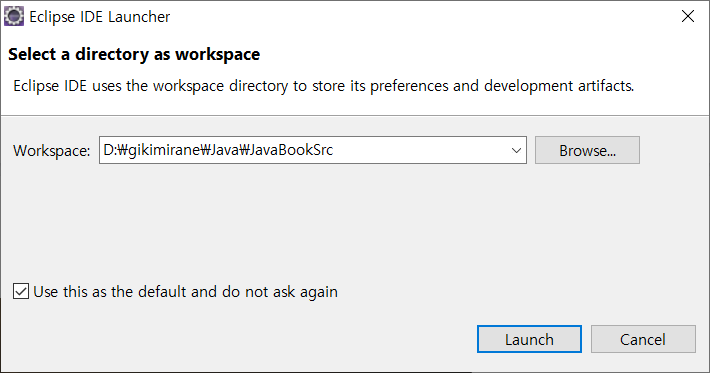 Eclipse IDE Launcher
Select a directory as workspace
Eclipse IDE uses the workspace directory to store its preferences and development artifacts.
Workspace: D:₩gikimirane₩Java₩JavaBookSrc Browse...
Use this as the default and do not ask again
Launch Cancel